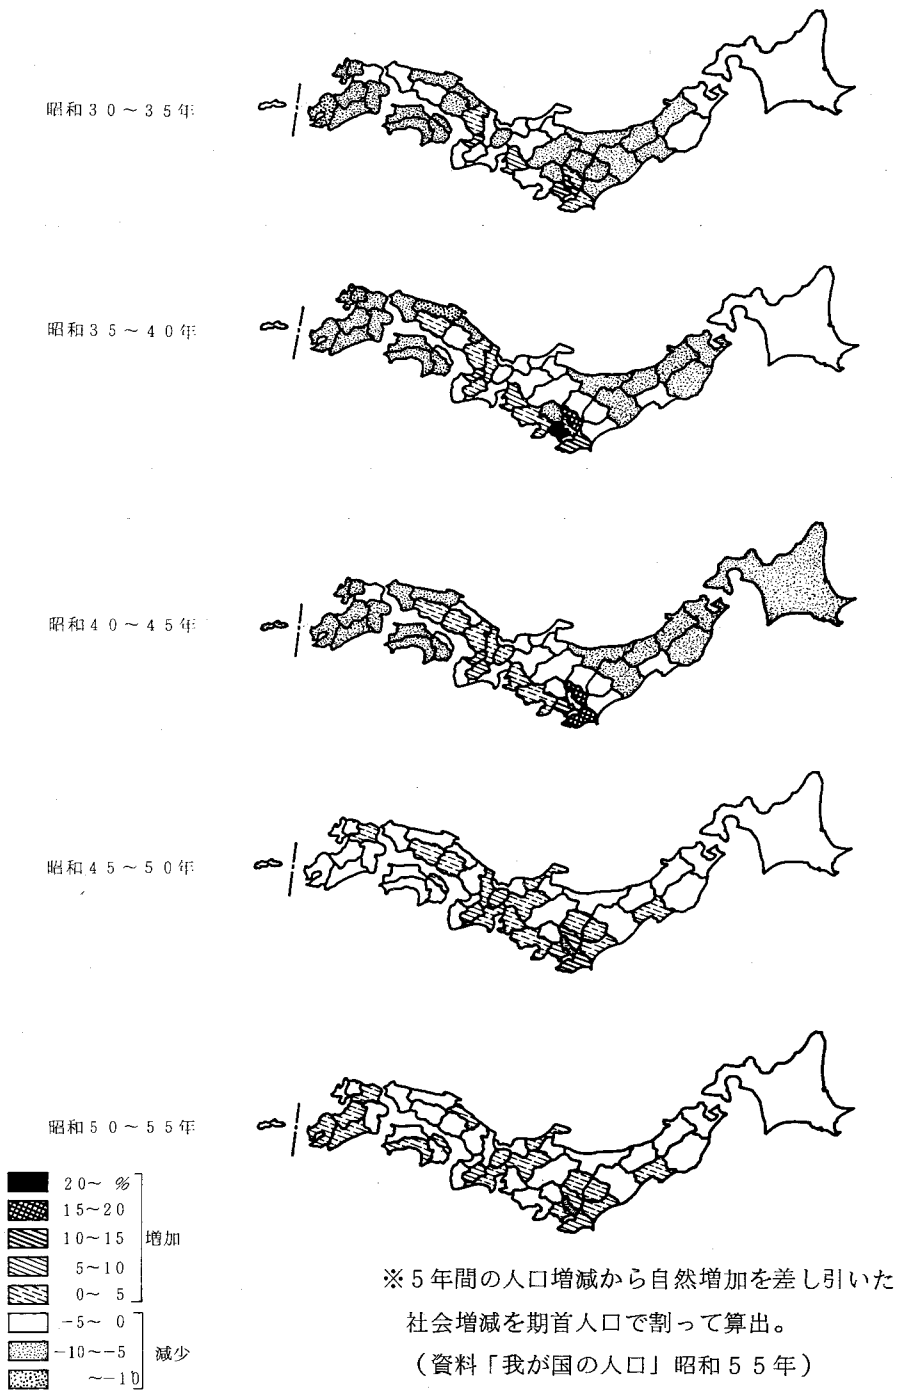 昭和30～35年
昭和35～40年
昭和40～45年
昭和45～50年
昭和50～55年
20～ %
15～20
10～15
5～10
0～ 5
増加
-5～ 0
-10～-5
～-10
減少
※5年間の人口増減から自然増加を差し引いた
社会増減を期首人口で割って算出。
（資料「我が国の人口」昭和55年）